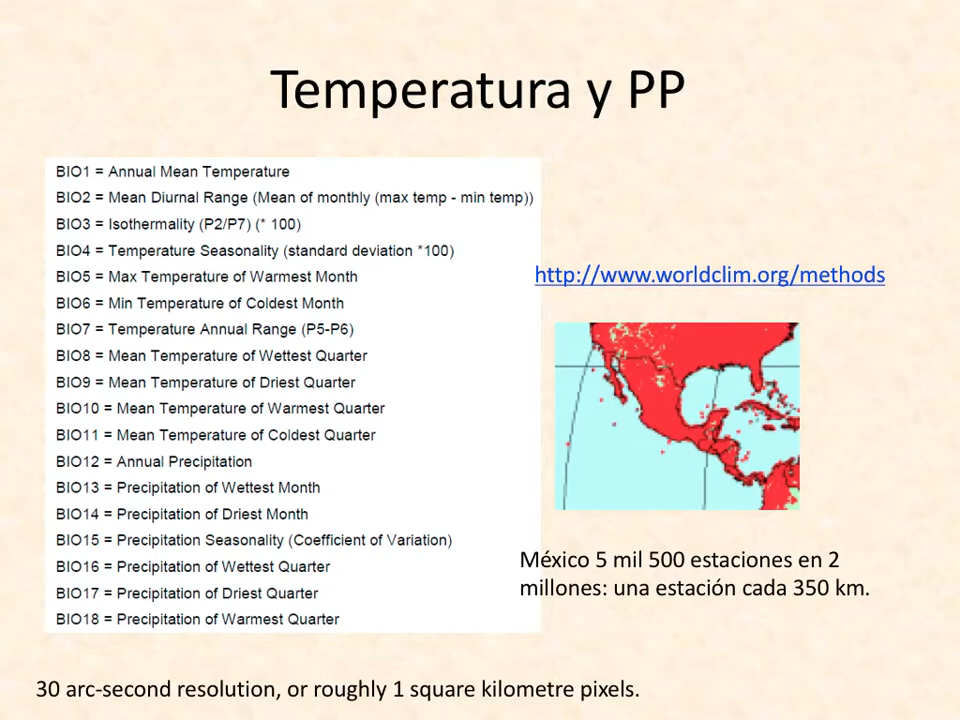 Temperatura y PP
BIO1 = Annual Mean Temperature
BIO2 = Mean Diurnal Range (Mean of monthly (max temp - min temp))
BIO3 = Isothermality (P2/P7) (* 100)
BIO4 = Temperature Seasonality (standard deviation *100)
BIO5 = Max Temperature of Warmest Month
BIO6 = Min Temperature of Coldest Month
BIO7 = Temperature Annual Range (P5-P6)
BIO8 = Mean Temperature of Wettest Quarter
BIO9 = Mean Temperature of Driest Quarter
BIO10 = Mean Temperature of Warmest Quarter
BIO11 = Mean Temperature of Coldest Quarter
BIO12 = Annual Precipitation
BIO13 = Precipitation of Wettest Month
BIO14 = Precipitation of Driest Month
BIO15 = Precipitation Seasonality (Coefficient of Variation)
BIO16 = Precipitation of Wettest Quarter
BIO17 = Precipitation of Driest Quarter
BIO18 = Precipitation of Warmest Quarter
http://www.worldclim.org/methods
México 5 mil 500 estaciones en 2
millones: una estación cada 350 km.
30 arc-second resolution, or roughly 1 square kilometre pixels.